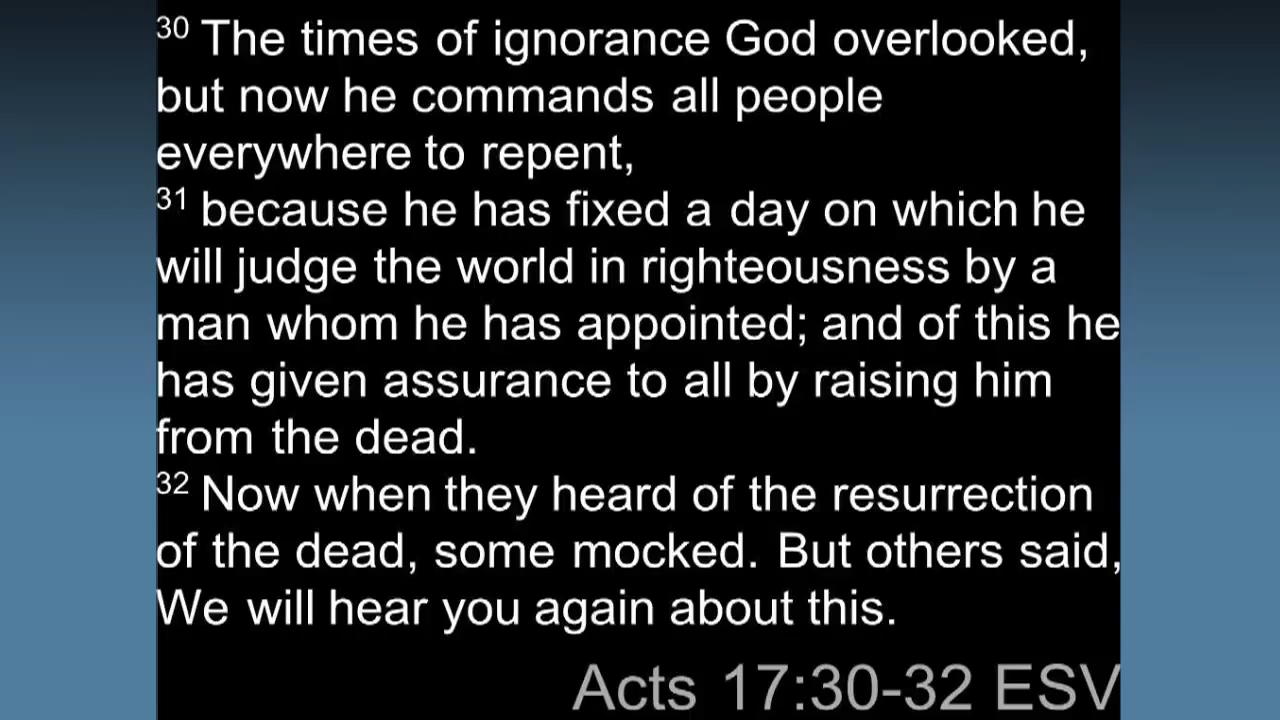 30 The times of ignorance God overlooked,
but now he commands all people
everywhere to repent,
31 because he has fixed a day on which he
will judge the world in righteousness by a
man whom he has appointed; and of this he
has given assurance to all by raising him
from the dead.
32 Now when they heard of the resurrection
of the dead, some mocked. But others said,
We will hear you again about this.
Acts 17:30-32 ESV